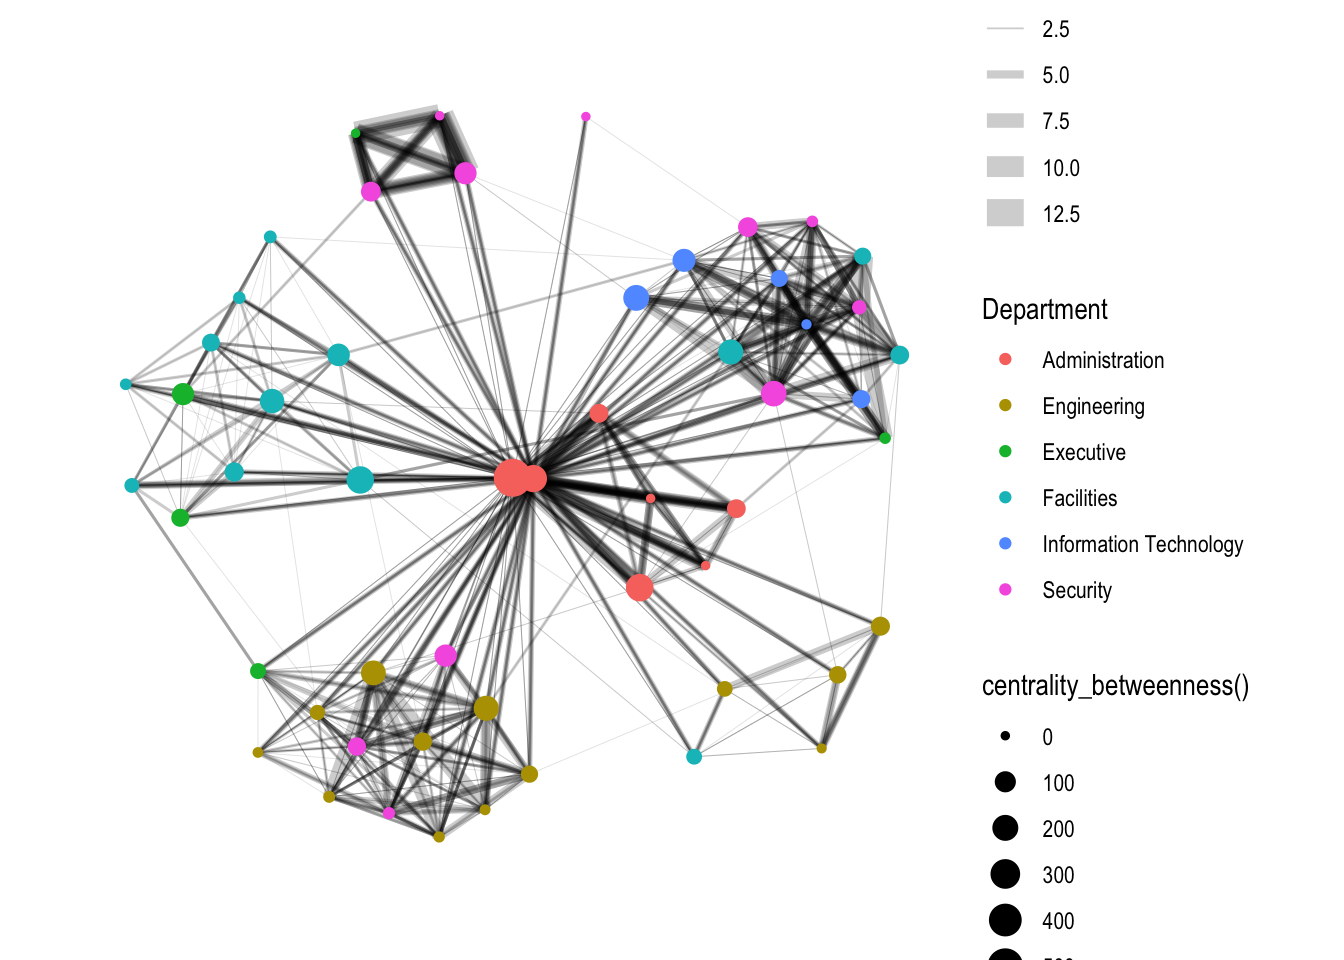 2.5
5.0
7.5
10.0
12.5
Department
Administration
Engineering
Executive
Facilities
Information Technology
Security
centrality_betweenness()
0
100
200
300
400